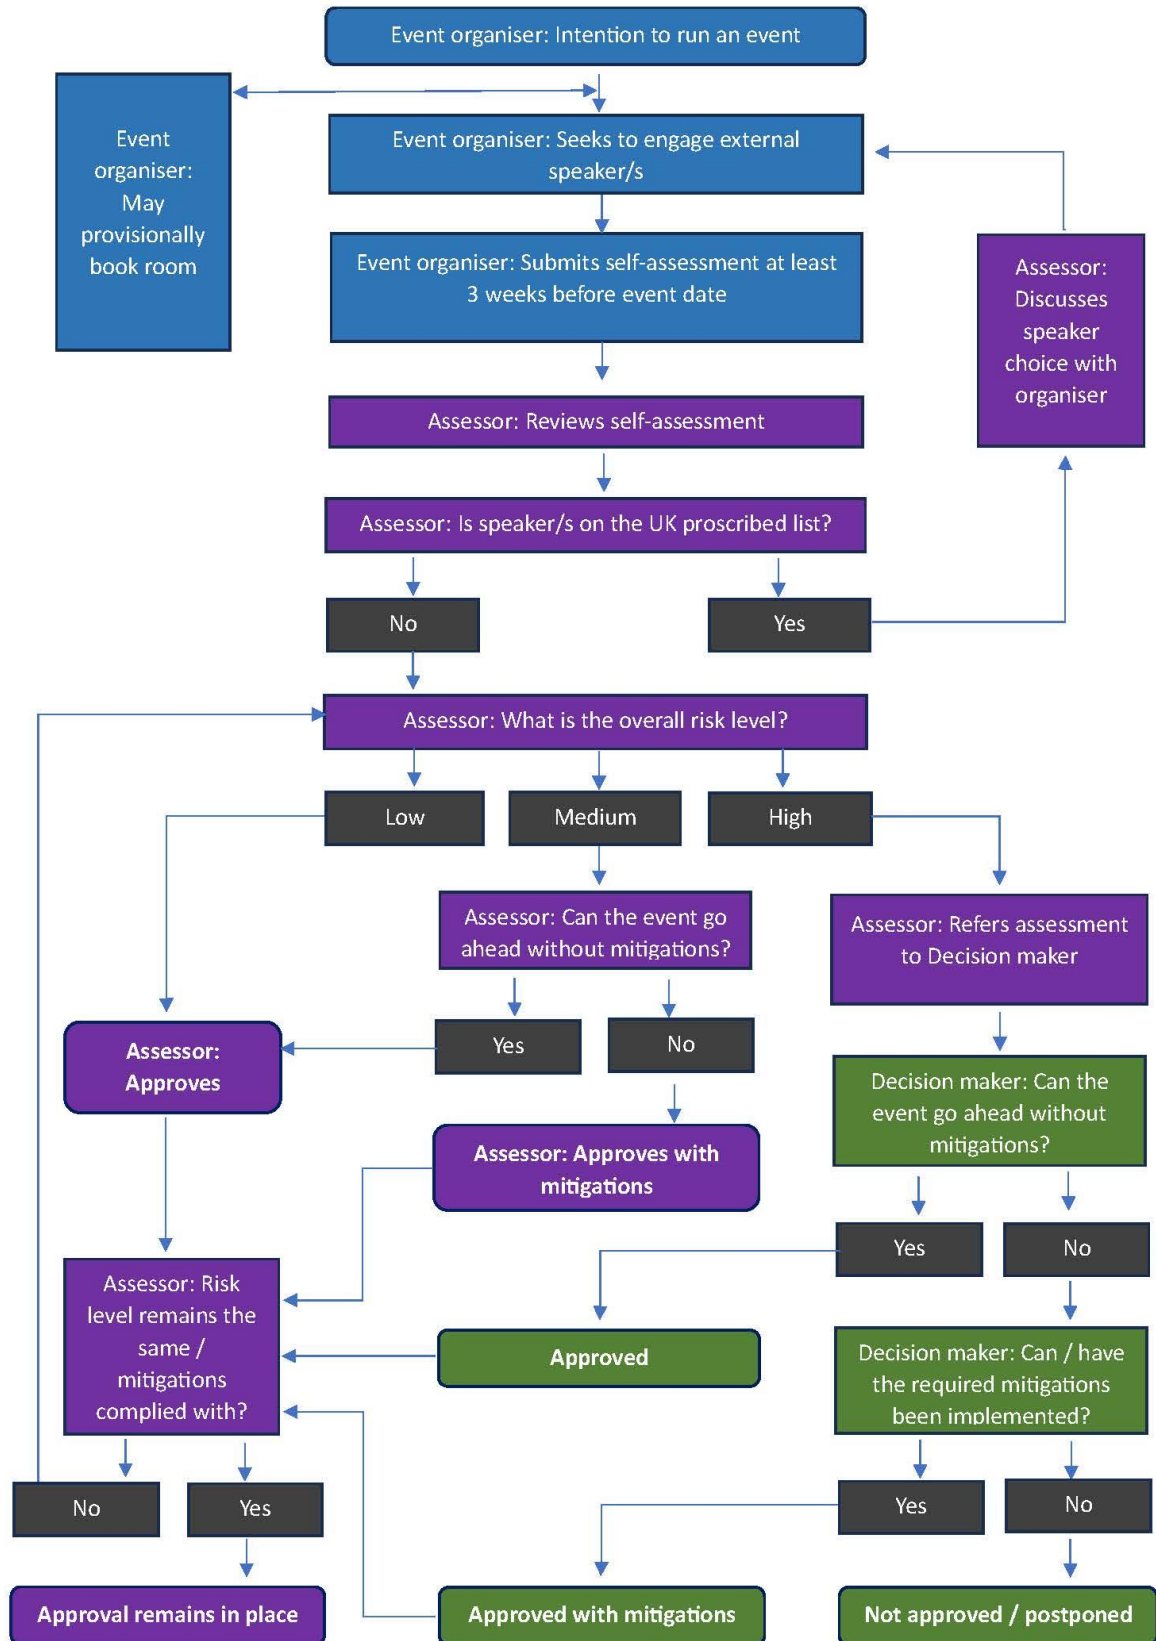 Event organiser: Intention to run an event
Event
organiser:
May
provisionally
book room
Event organiser: Seeks to engage external
speaker/s
Event organiser: Submits self-assessment at least
3 weeks before event date
Assessor:
Discusses
speaker
choice with
organiser
Assessor: Reviews self-assessment
Assessor: Is speaker/s on the UK proscribed list?
No
Yes
Assessor: What is the overall risk level?
Low
Medium
High
Assessor: Can the event go
ahead without mitigations?
Assessor: Refers assessment
to Decision maker
Yes
No
Assessor:
Approves
Decision maker: Can the
event go ahead without
mitigations?
Assessor: Approves with
mitigations
Yes
No
Assessor: Risk
level remains the
same /
mitigations
complied with?
Approved
Decision maker: Can / have
the required mitigations
been implemented?
No
Yes
Yes
No
Approval remains in place
Approved with mitigations
Not approved / postponed